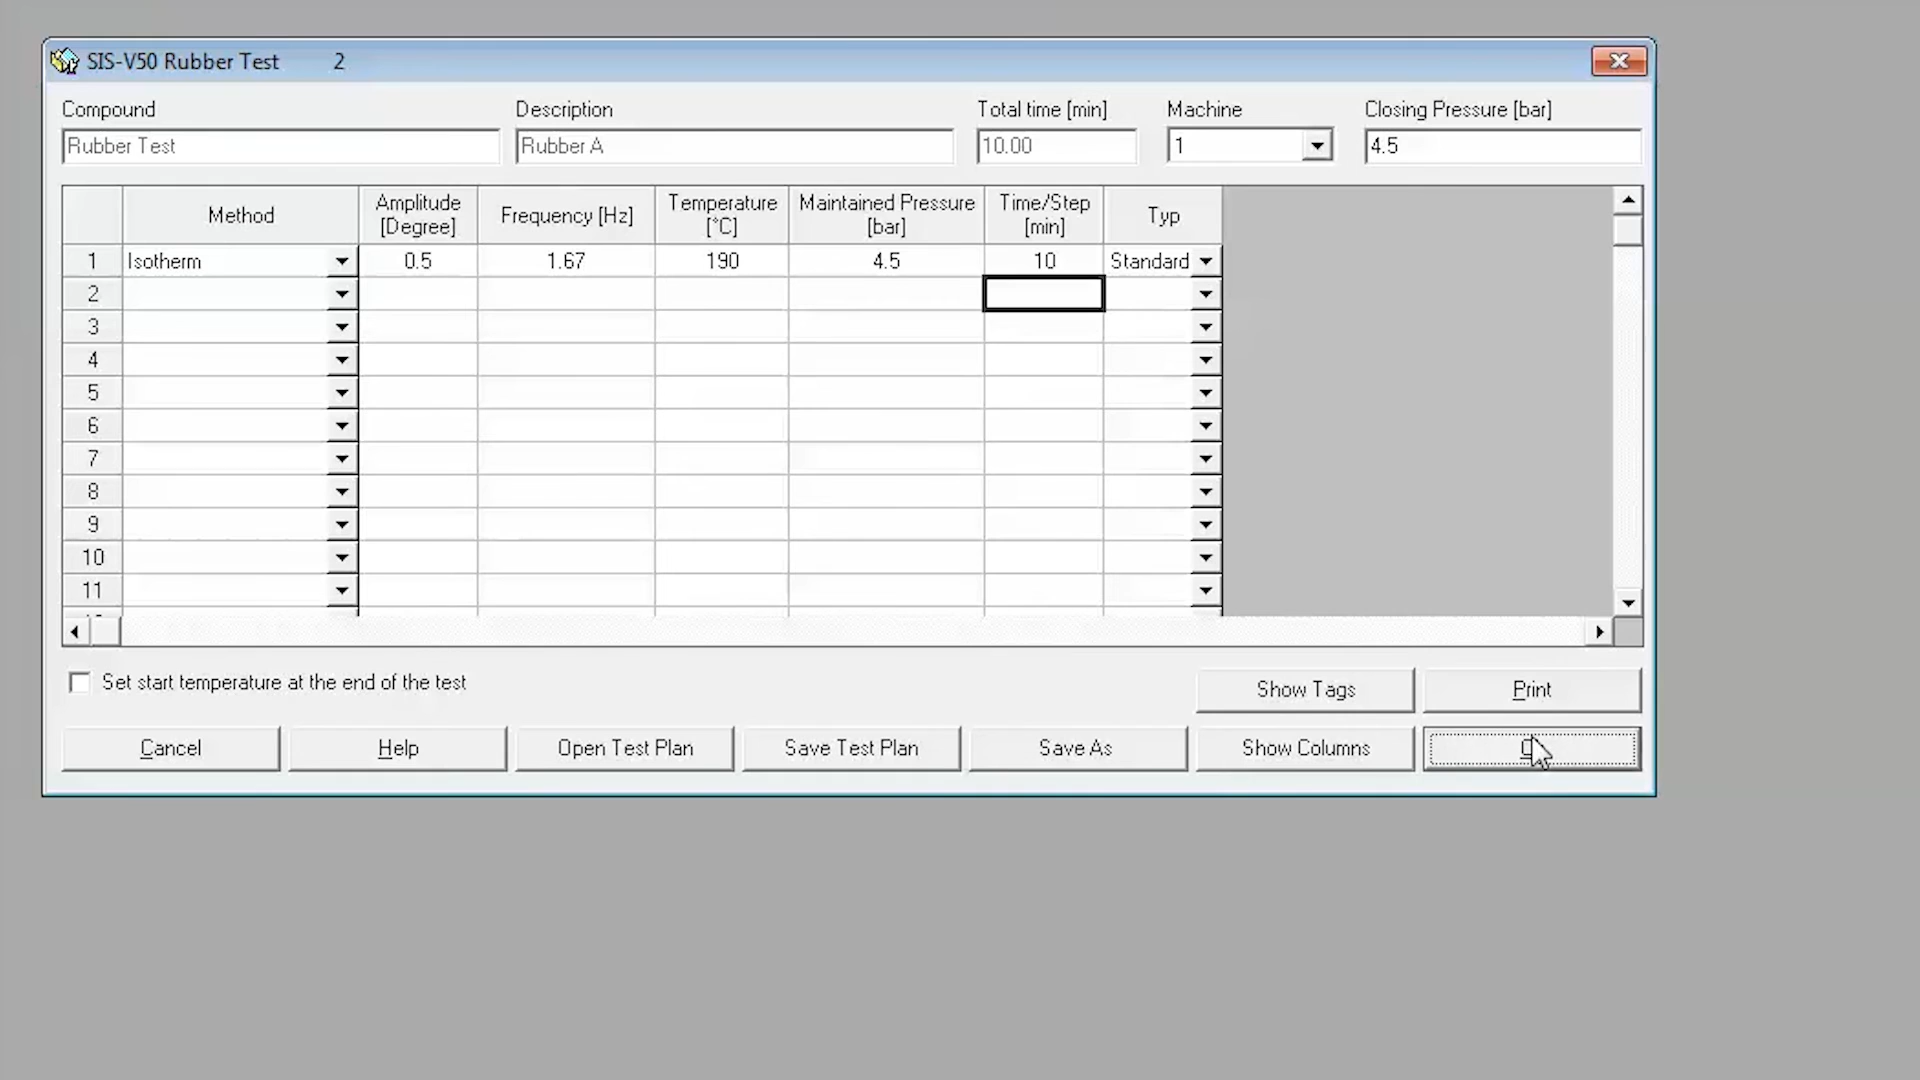 SIS-V50 Rubber Test 2
Compound Description Total time [min] Machine Closing Pressure [bar]
Rubber Test Rubber A 10.00 1 4.5
Method Amplitude [Degree] Frequency [Hz] Temperature [°C] Maintained Pressure [bar] Time/Step [min] Typ
1 Isotherm 0.5 1.67 190 4.5 10 Standard
2
3
4
5
6
7
8
9
10
11
Set start temperature at the end of the test
Show Tags Print
Cancel Help Open Test Plan Save Test Plan Save As Show Columns